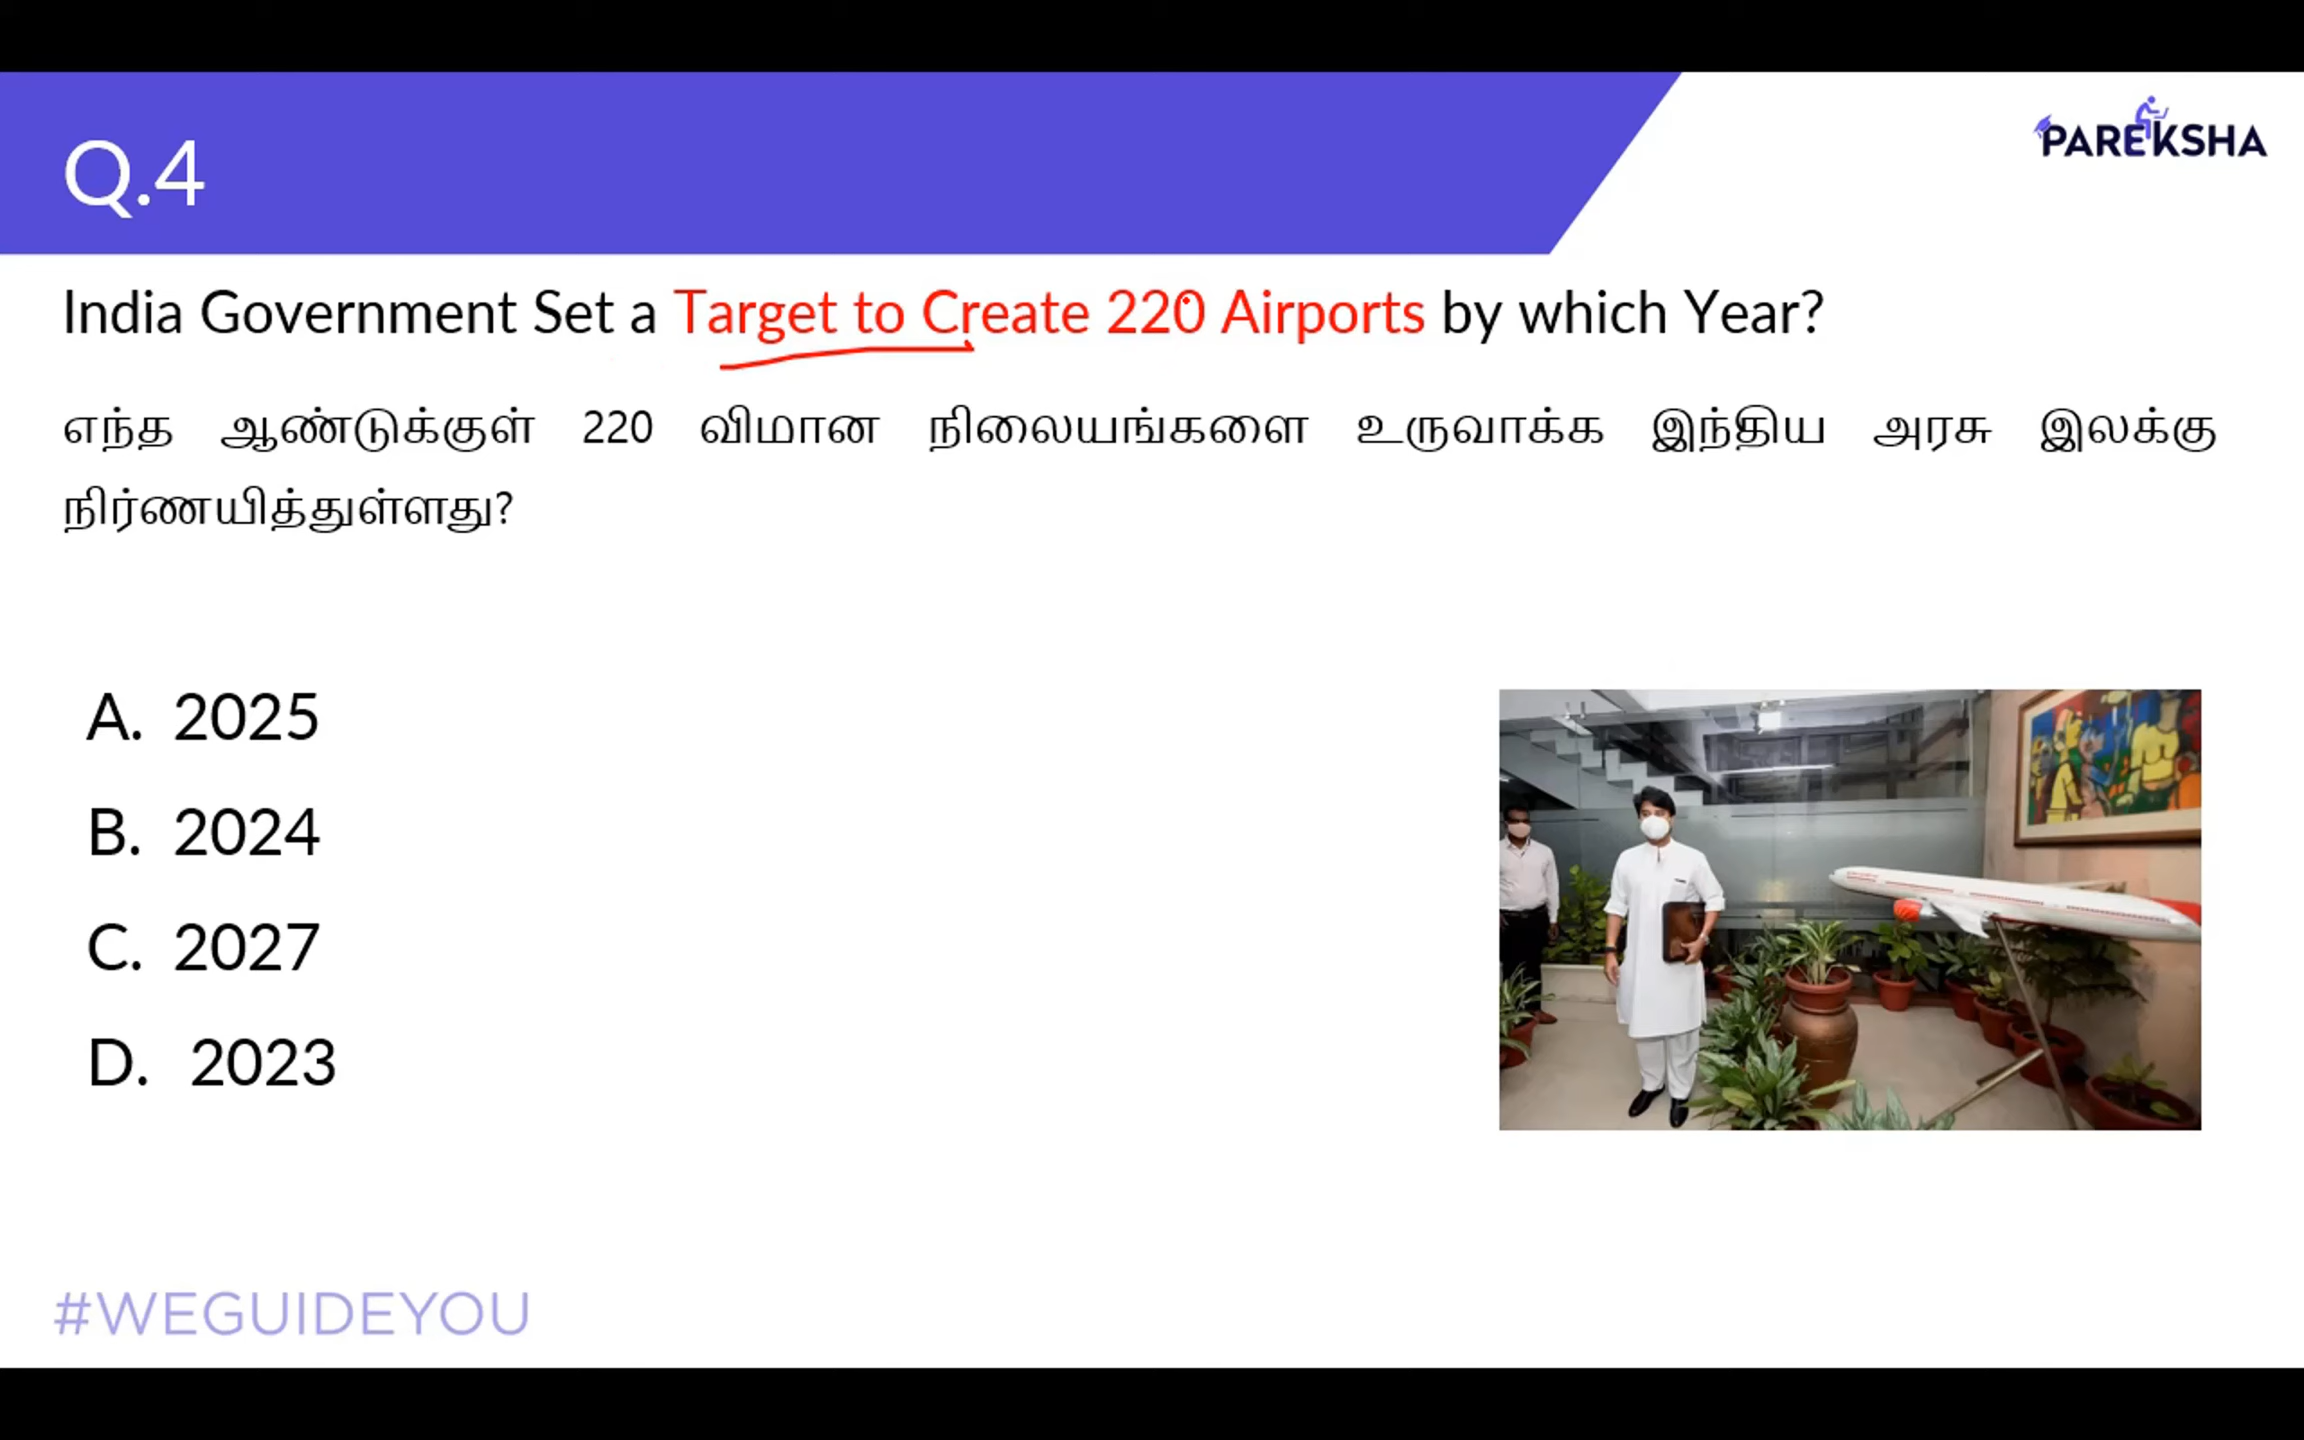 Q.4
PAREKSHA
India Government Set a Target to Create 220 Airports by which Year?
எந்த ஆண்டுக்குள் 220 விமான நிலையங்களை உருவாக்க இந்திய அரசு இலக்கு
நிர்ணயித்துள்ளது?
A. 2025
B. 2024
C. 2027
D. 2023
#WEGUIDEYOU